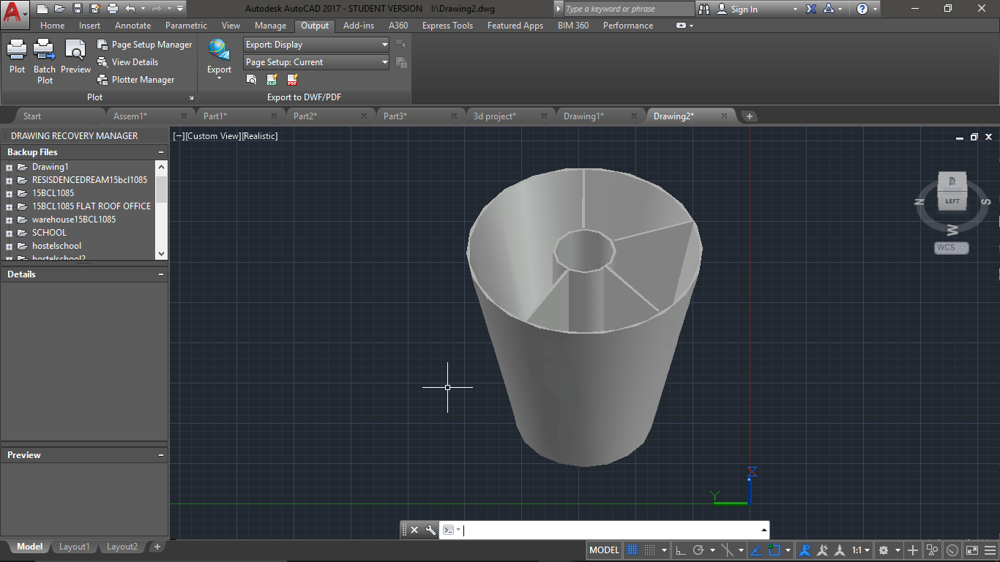 Autodesk AutoCAD 2017 - STUDENT VERSION I:\Drawing2.dwg
Type a keyword or phrase
Sign In
Home Insert Annotate Parametric View Manage Output Add-ins A360 Express Tools Featured Apps BIM 360 Performance
Plot
Batch
Plot
Preview
Page Setup Manager
View Details
Plotter Manager
Plot
Export
Export: Display
Page Setup: Current
DWF
PDF
Export to DWF/PDF
Start Assem1* Part1* Part2* Part3* 3d project* Drawing1* Drawing2*
DRAWING RECOVERY MANAGER
Backup Files
Drawing1
RESISDENCEDREAM15bcl1085
15BCL1085
15BCL1085 FLAT ROOF OFFICE
warehouse15BCL1085
SCHOOL
hostelschool
hostelschool2
Details
Preview
[−][Custom View][Realistic]
TOP
LEFT
N
S
W
WCS
Z
Y
Model Layout1 Layout2
MODEL
1:1